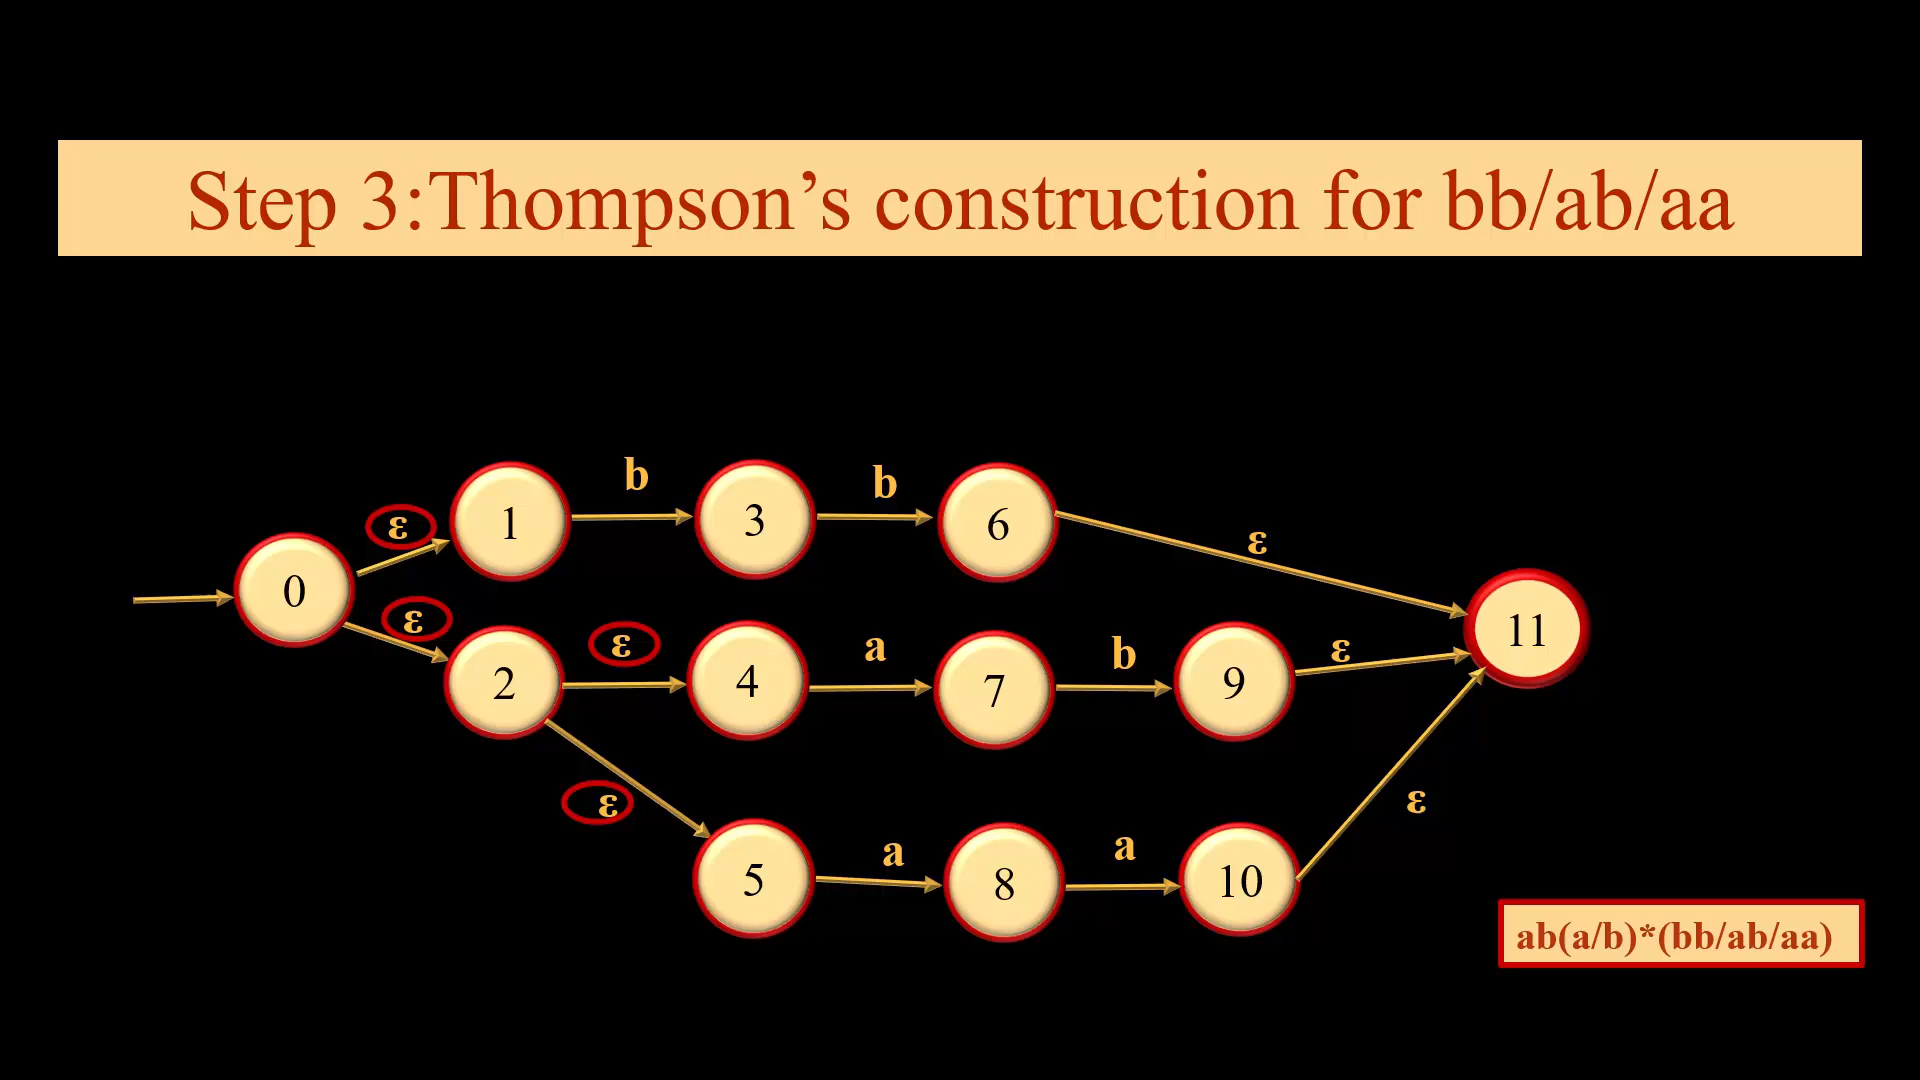 Step 3:Thompson’s construction for bb/ab/aa
b
b
ε
1
3
6
ε
0
ε
11
ε
a
b
ε
2
4
7
9
ε
ε
a
a
5
8
10
ab(a/b)*(bb/ab/aa)